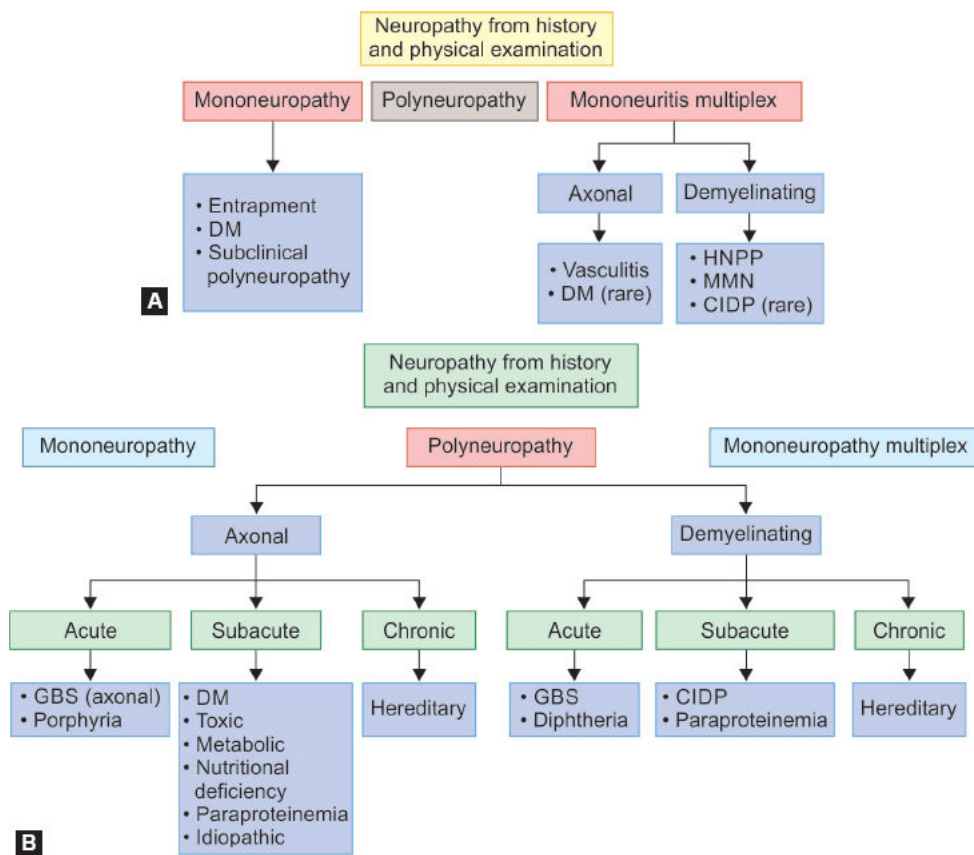 Neuropathy from history
and physical examination
Mononeuropathy
Polyneuropathy
Mononeuritis multiplex
• Entrapment
• DM
• Subclinical
polyneuropathy
Axonal
Demyelinating
• Vasculitis
• DM (rare)
• HNPP
• MMN
• CIDP (rare)
A
Neuropathy from history
and physical examination
Mononeuropathy
Polyneuropathy
Mononeuropathy multiplex
Axonal
Demyelinating
Acute
Subacute
Chronic
Acute
Subacute
Chronic
• GBS (axonal)
• Porphyria
• DM
• Toxic
• Metabolic
• Nutritional
deficiency
• Paraproteinemia
• Idiopathic
Hereditary
• GBS
• Diphtheria
• CIDP
• Paraproteinemia
Hereditary
B